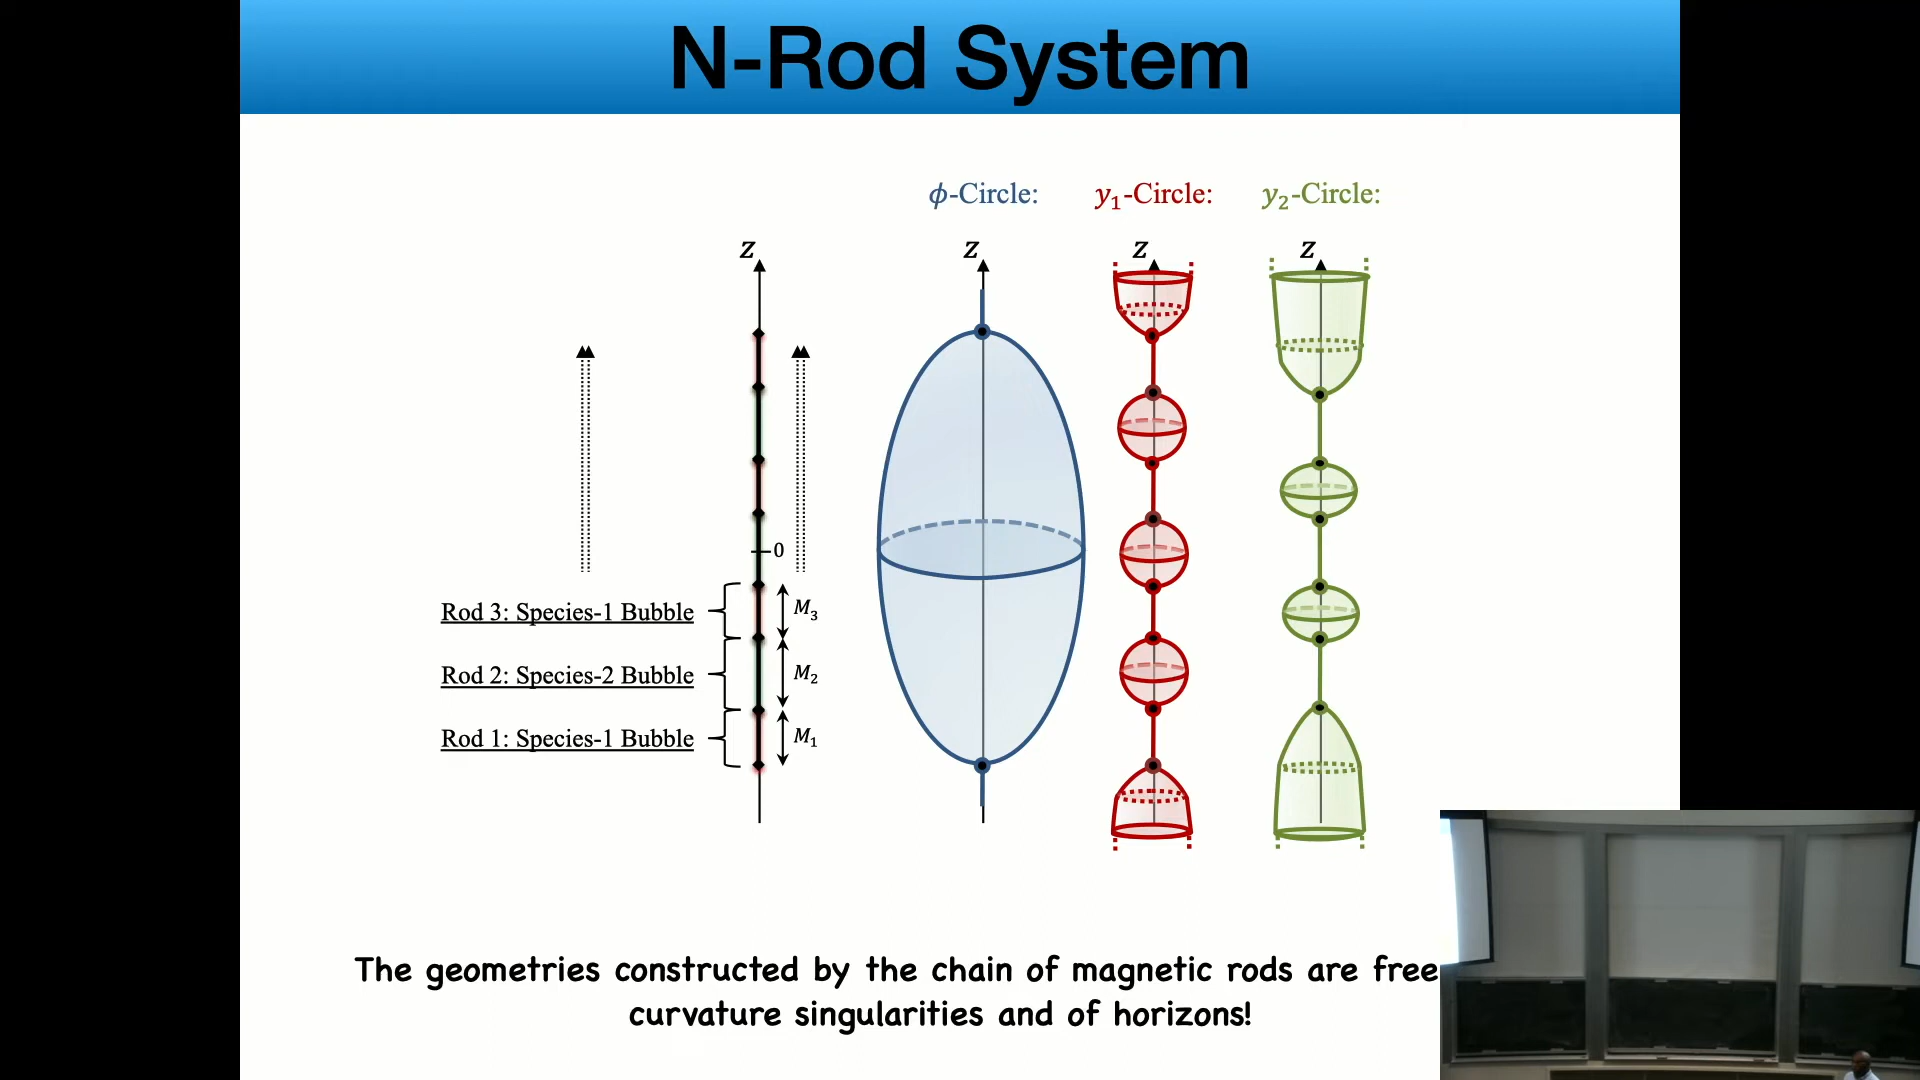 N-Rod System
ϕ-Circle:
y₁-Circle:
y₂-Circle:
z
z
z
z
0
Rod 3: Species-1 Bubble
M₃
Rod 2: Species-2 Bubble
M₂
Rod 1: Species-1 Bubble
M₁
The geometries constructed by the chain of magnetic rods are free
curvature singularities and of horizons!